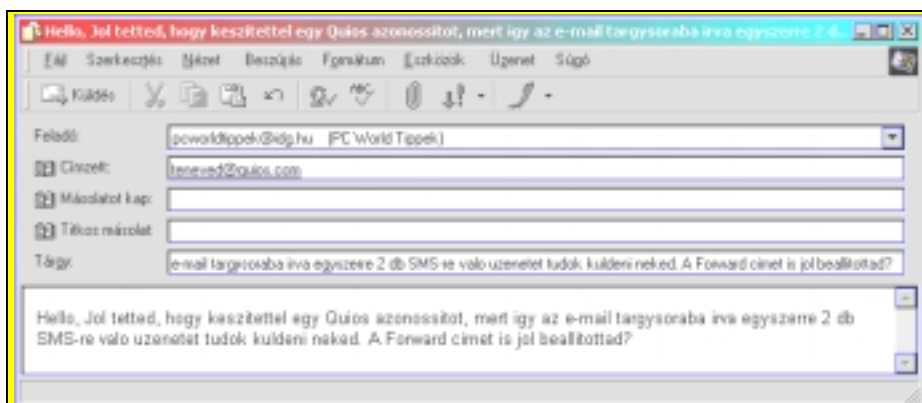 Hello, Jol tetted, hogy keszitettel egy Quios azonossitot, mert igy az e-mail targysoraba irva egyszerre 2 d...
Fájl Szerkesztés Nézet Beszúrás Formátum Eszközök Üzenet Súgó
Küldés
Feladó: pcworldtippek@idg.hu (PC World Tippek)
Címzett: teneved@quios.com
Másolatot kap:
Titkos másolat:
Tárgy: e-mail targysoraba irva egyszerre 2 db SMS-re valo uzenetet tudok kuldeni neked. A Forward cimet is jol beallitottad?
Hello, Jol tetted, hogy keszitettel egy Quios azonossitot, mert igy az e-mail targysoraba irva egyszerre 2 db
SMS-re valo uzenetet tudok kuldeni neked. A Forward cimet is jol beallitottad?